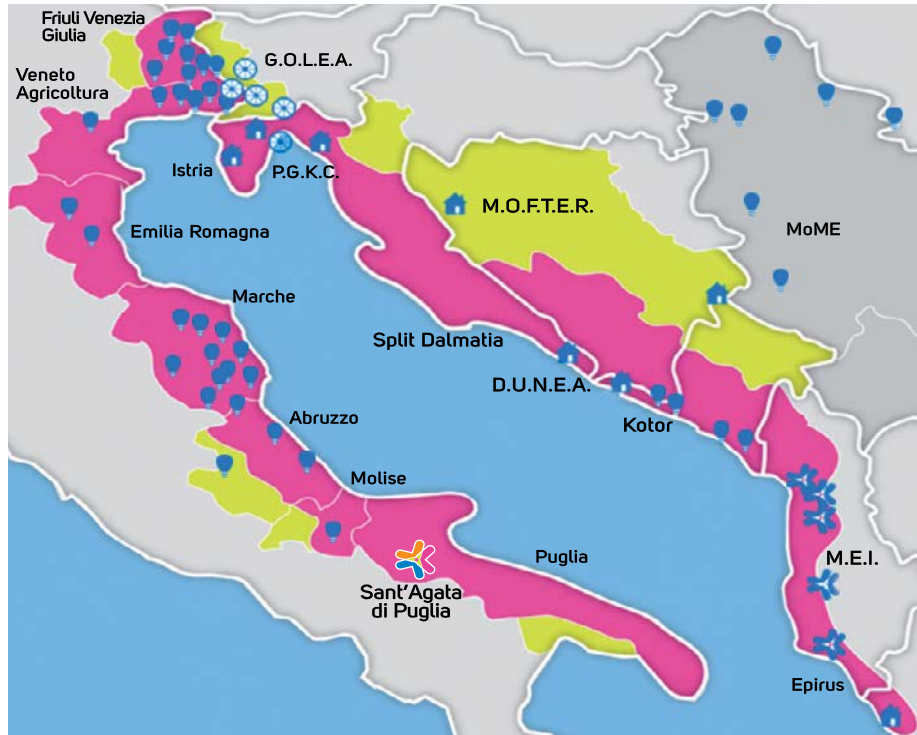 Friuli Venezia
Giulia
G.O.L.E.A.
Veneto
Agricoltura
Istria
P.G.K.C.
M.O.F.T.E.R.
Emilia Romagna
MoME
Marche
Split Dalmatia
D.U.N.E.A.
Abruzzo
Kotor
Molise
Puglia
M.E.I.
Sant'Agata
di Puglia
Epirus